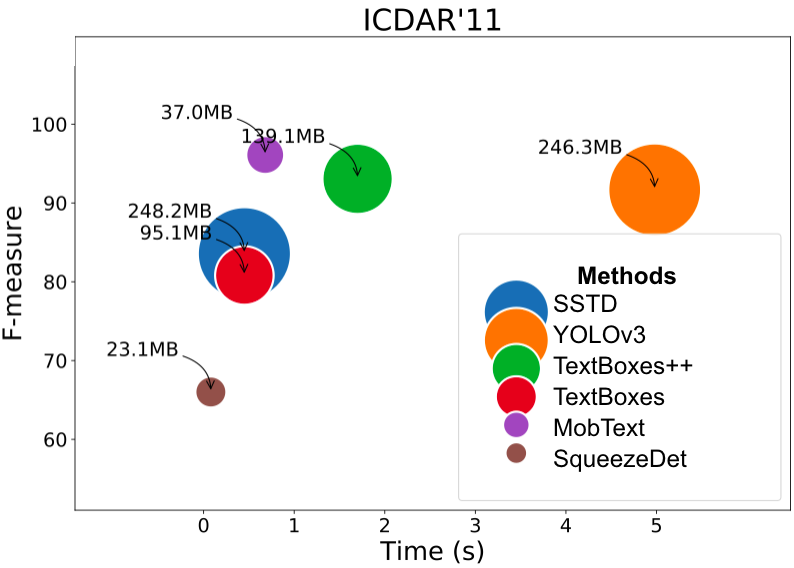 ICDAR'11
F-measure
100
90
80
70
60
37.0MB
139.1MB
246.3MB
248.2MB
95.1MB
23.1MB
Methods
SSTD
YOLOv3
TextBoxes++
TextBoxes
MobText
SqueezeDet
0 1 2 3 4 5
Time (s)